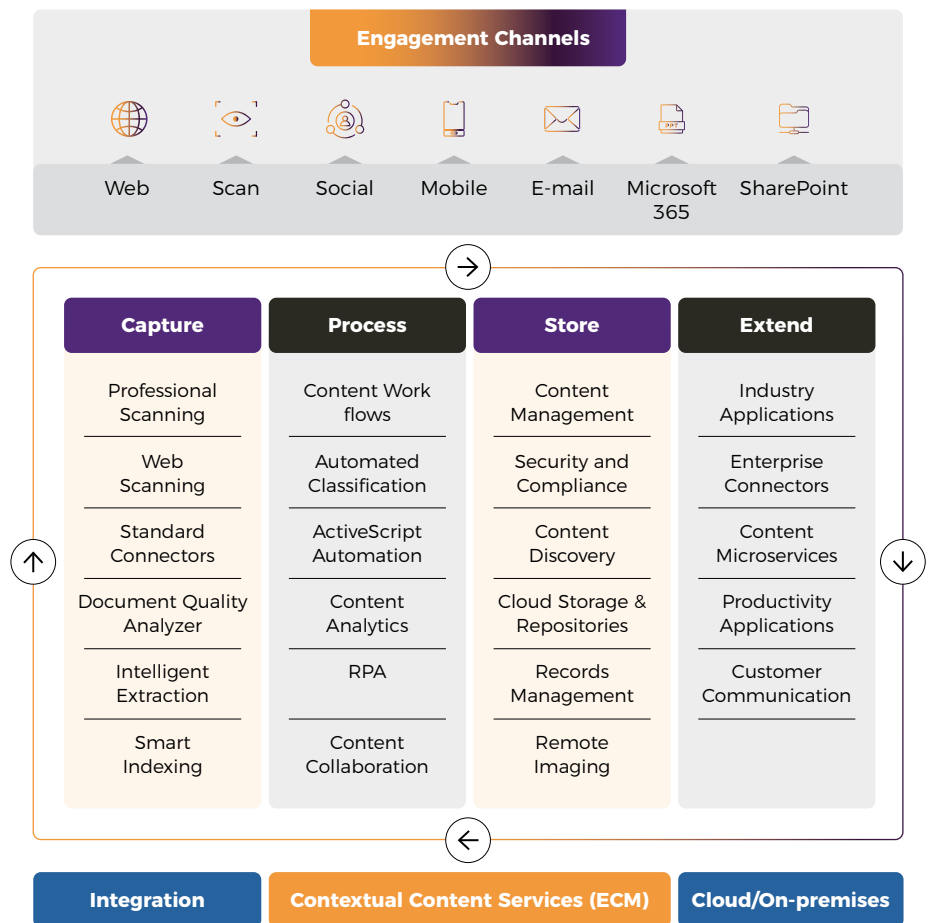 Engagement Channels
PPT
Web
Scan
Social
Mobile
E-mail
Microsoft
365
SharePoint
Capture
Professional
Scanning
Web
Scanning
Standard
Connectors
Document Quality
Analyzer
Intelligent
Extraction
Smart
Indexing
Process
Content Work
flows
Automated
Classification
ActiveScript
Automation
Content
Analytics
RPA
Content
Collaboration
Store
Content
Management
Security and
Compliance
Content
Discovery
Cloud Storage &
Repositories
Records
Management
Remote
Imaging
Extend
Industry
Applications
Enterprise
Connectors
Content
Microservices
Productivity
Applications
Customer
Communication
Integration
Contextual Content Services (ECM)
Cloud/On-premises